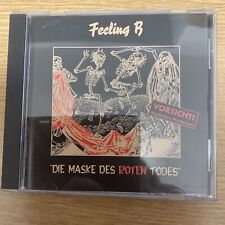 Feeling B
VORSICHT!
"DIE MASKE DES ROTEN TODES"